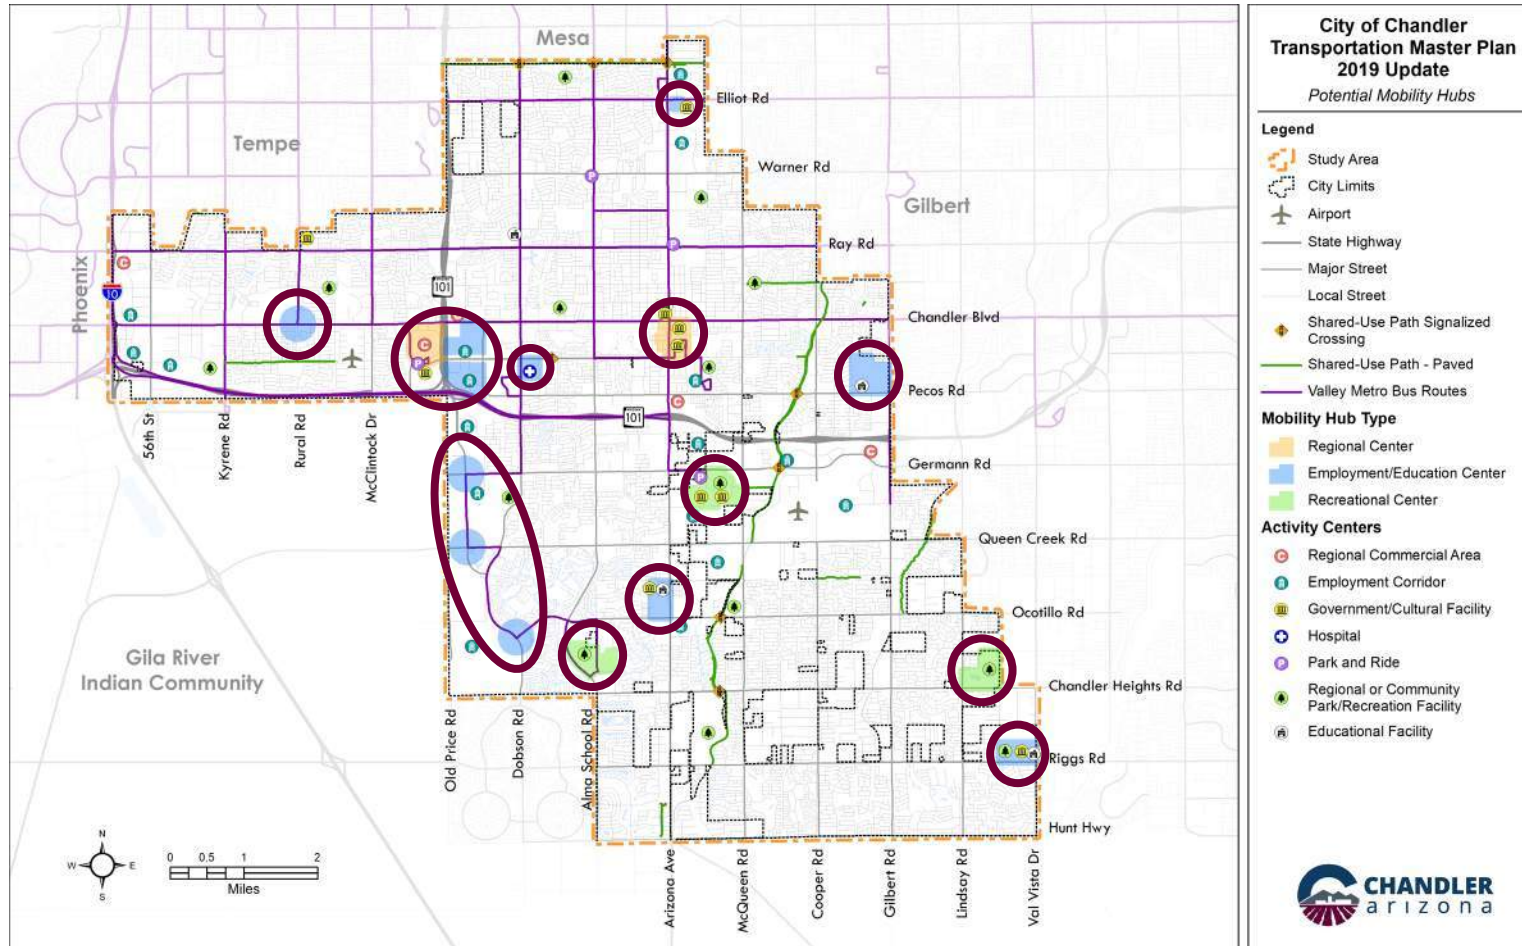 Mesa
Elliot Rd
Tempe
Warner Rd
Gilbert
Ray Rd
Phoenix
10
101
Chandler Blvd
Pecos Rd
101
56th St
Kyrene Rd
Rural Rd
McClintock Dr
Germann Rd
Queen Creek Rd
Ocotillo Rd
Gila River
Indian Community
Chandler Heights Rd
Old Price Rd
Dobson Rd
Alma School Rd
Riggs Rd
Hunt Hwy
Arizona Ave
McQueen Rd
Cooper Rd
Gilbert Rd
Lindsay Rd
Val Vista Dr
N
W E
S
0 0.5 1 2
Miles
City of Chandler
Transportation Master Plan
2019 Update
Potential Mobility Hubs
Legend
Study Area
City Limits
Airport
State Highway
Major Street
Local Street
Shared-Use Path Signalized
Crossing
Shared-Use Path - Paved
Valley Metro Bus Routes
Mobility Hub Type
Regional Center
Employment/Education Center
Recreational Center
Activity Centers
C Regional Commercial Area
Employment Corridor
Government/Cultural Facility
Hospital
P Park and Ride
Regional or Community
Park/Recreation Facility
Educational Facility
CHANDLER
arizona